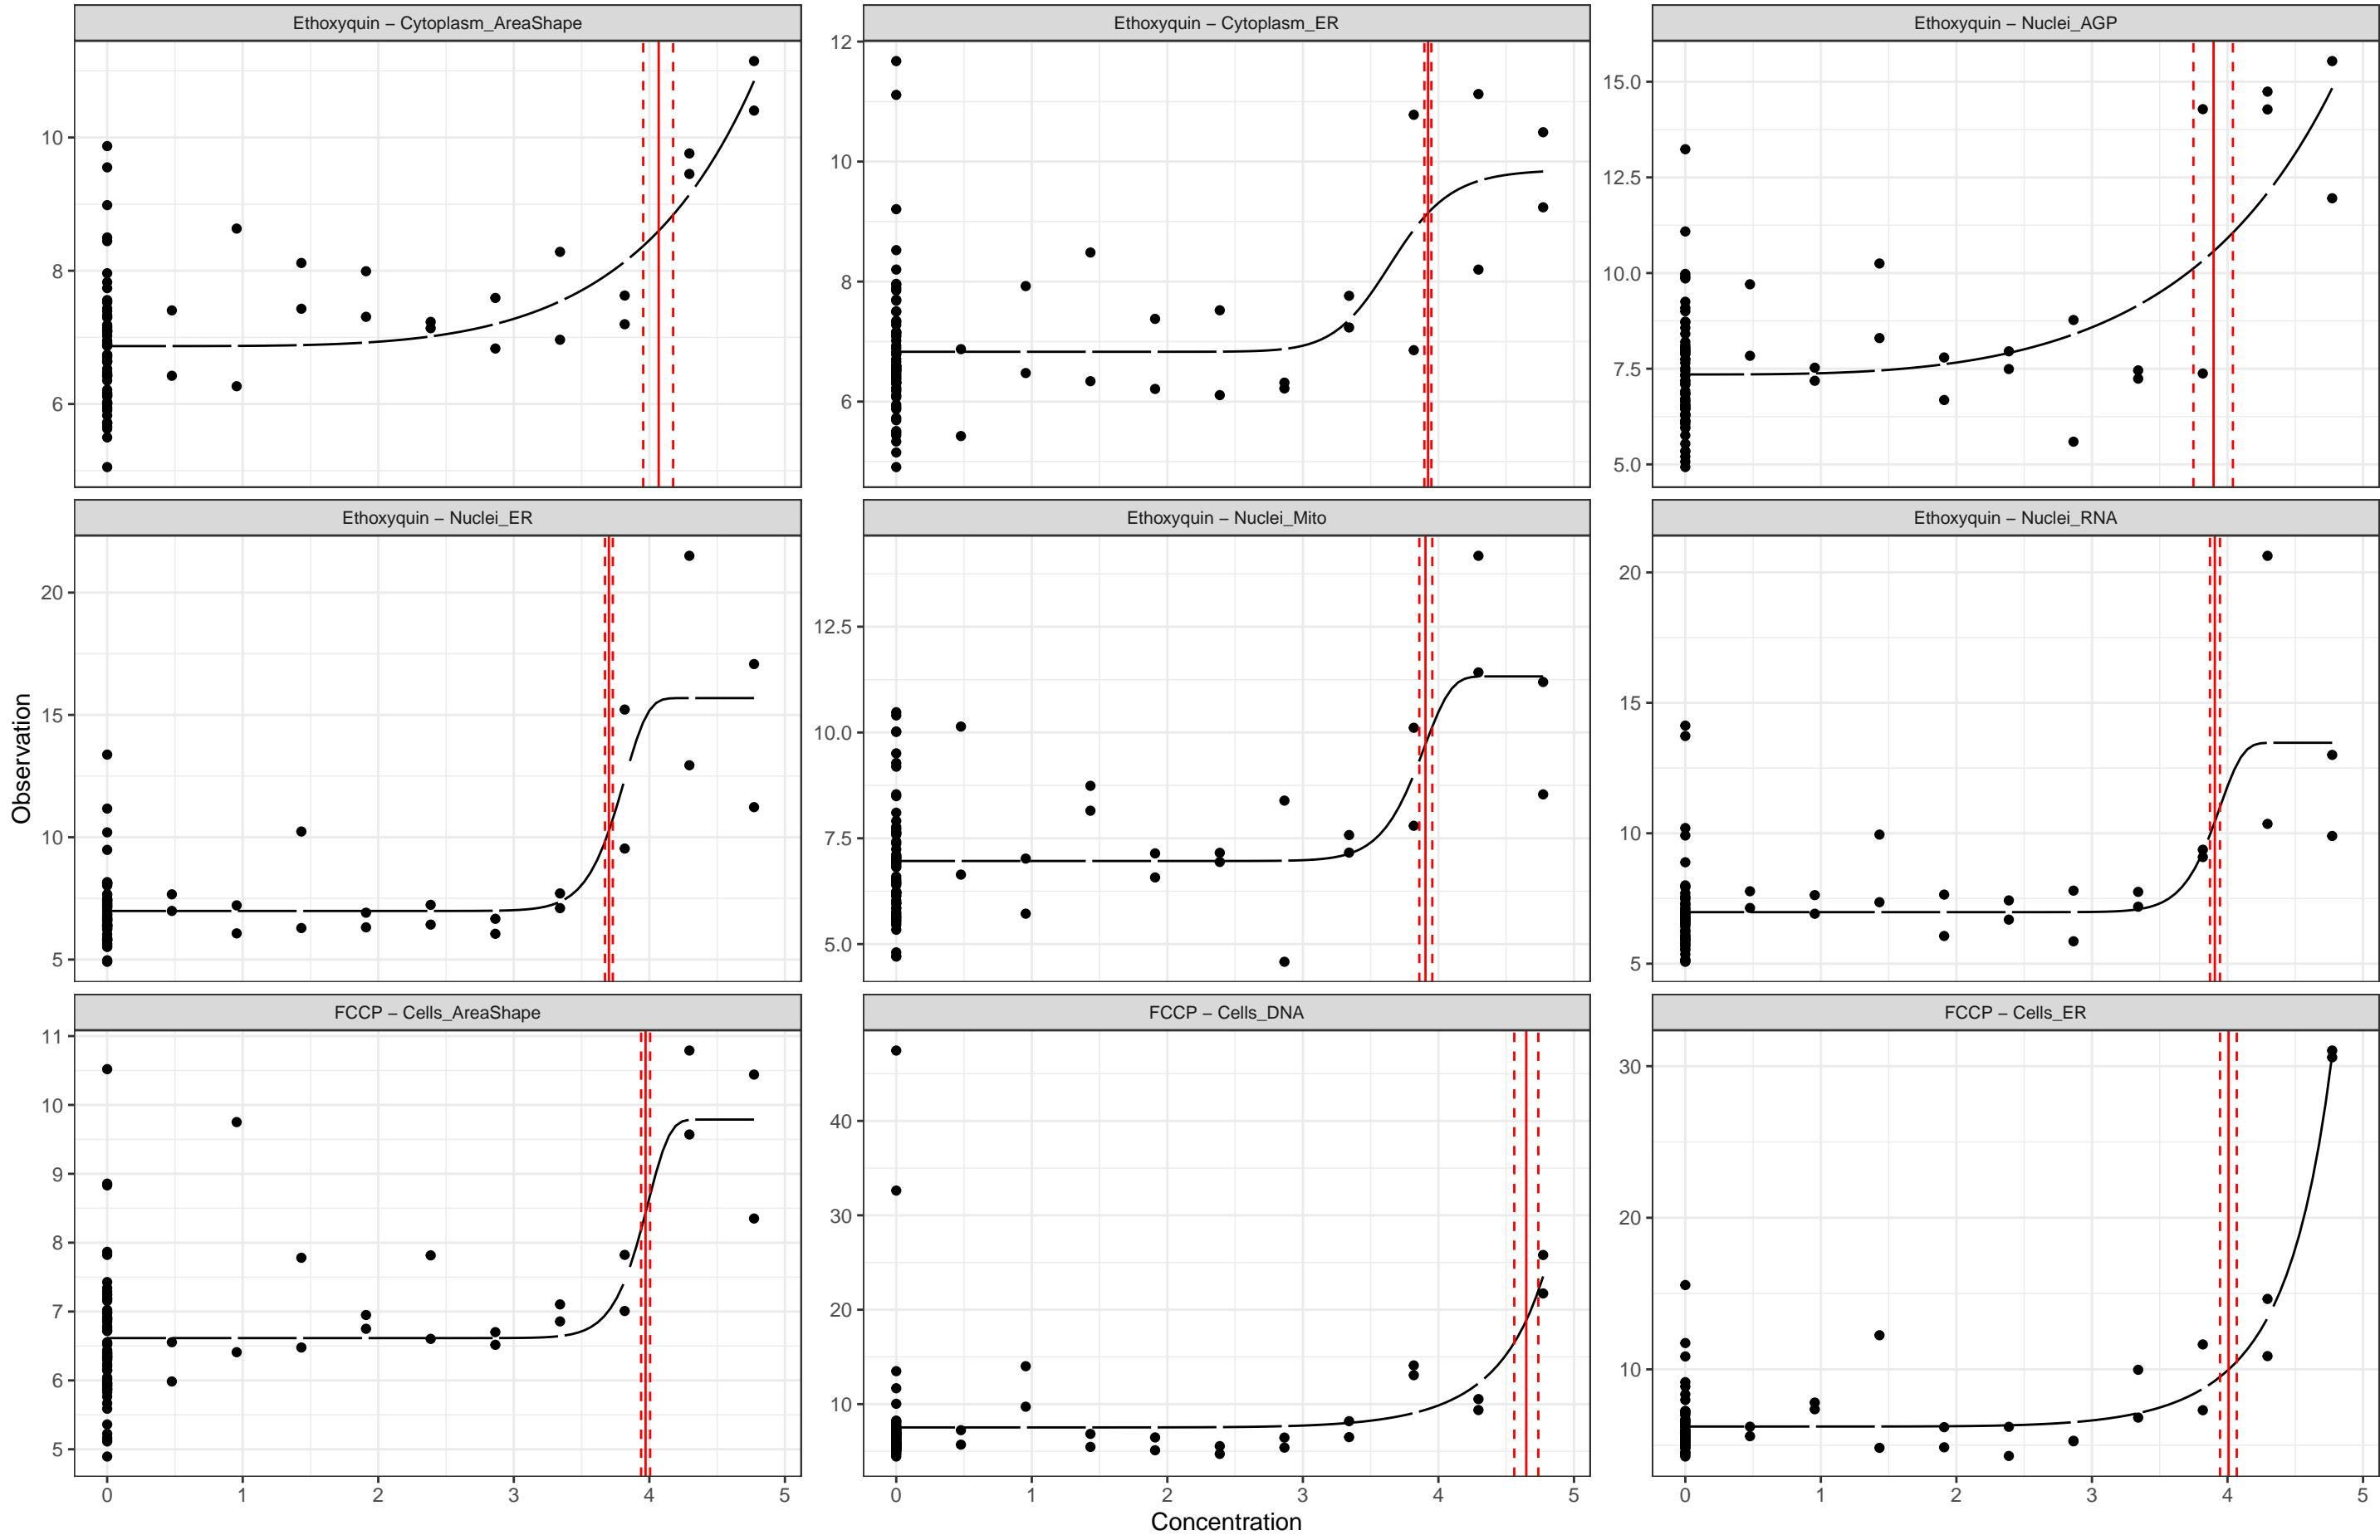 Ethoxyquin – Cytoplasm_AreaShape
Ethoxyquin – Cytoplasm_ER
Ethoxyquin – Nuclei_AGP
10
8
6
12
10
8
6
15.0
12.5
10.0
7.5
5.0
Ethoxyquin – Nuclei_ER
Ethoxyquin – Nuclei_Mito
Ethoxyquin – Nuclei_RNA
20
15
10
5
12.5
10.0
7.5
5.0
20
15
10
5
Observation
FCCP – Cells_AreaShape
FCCP – Cells_DNA
FCCP – Cells_ER
11
10
9
8
7
6
5
40
30
20
10
30
20
10
0 1 2 3 4 5
0 1 2 3 4 5
0 1 2 3 4 5
Concentration